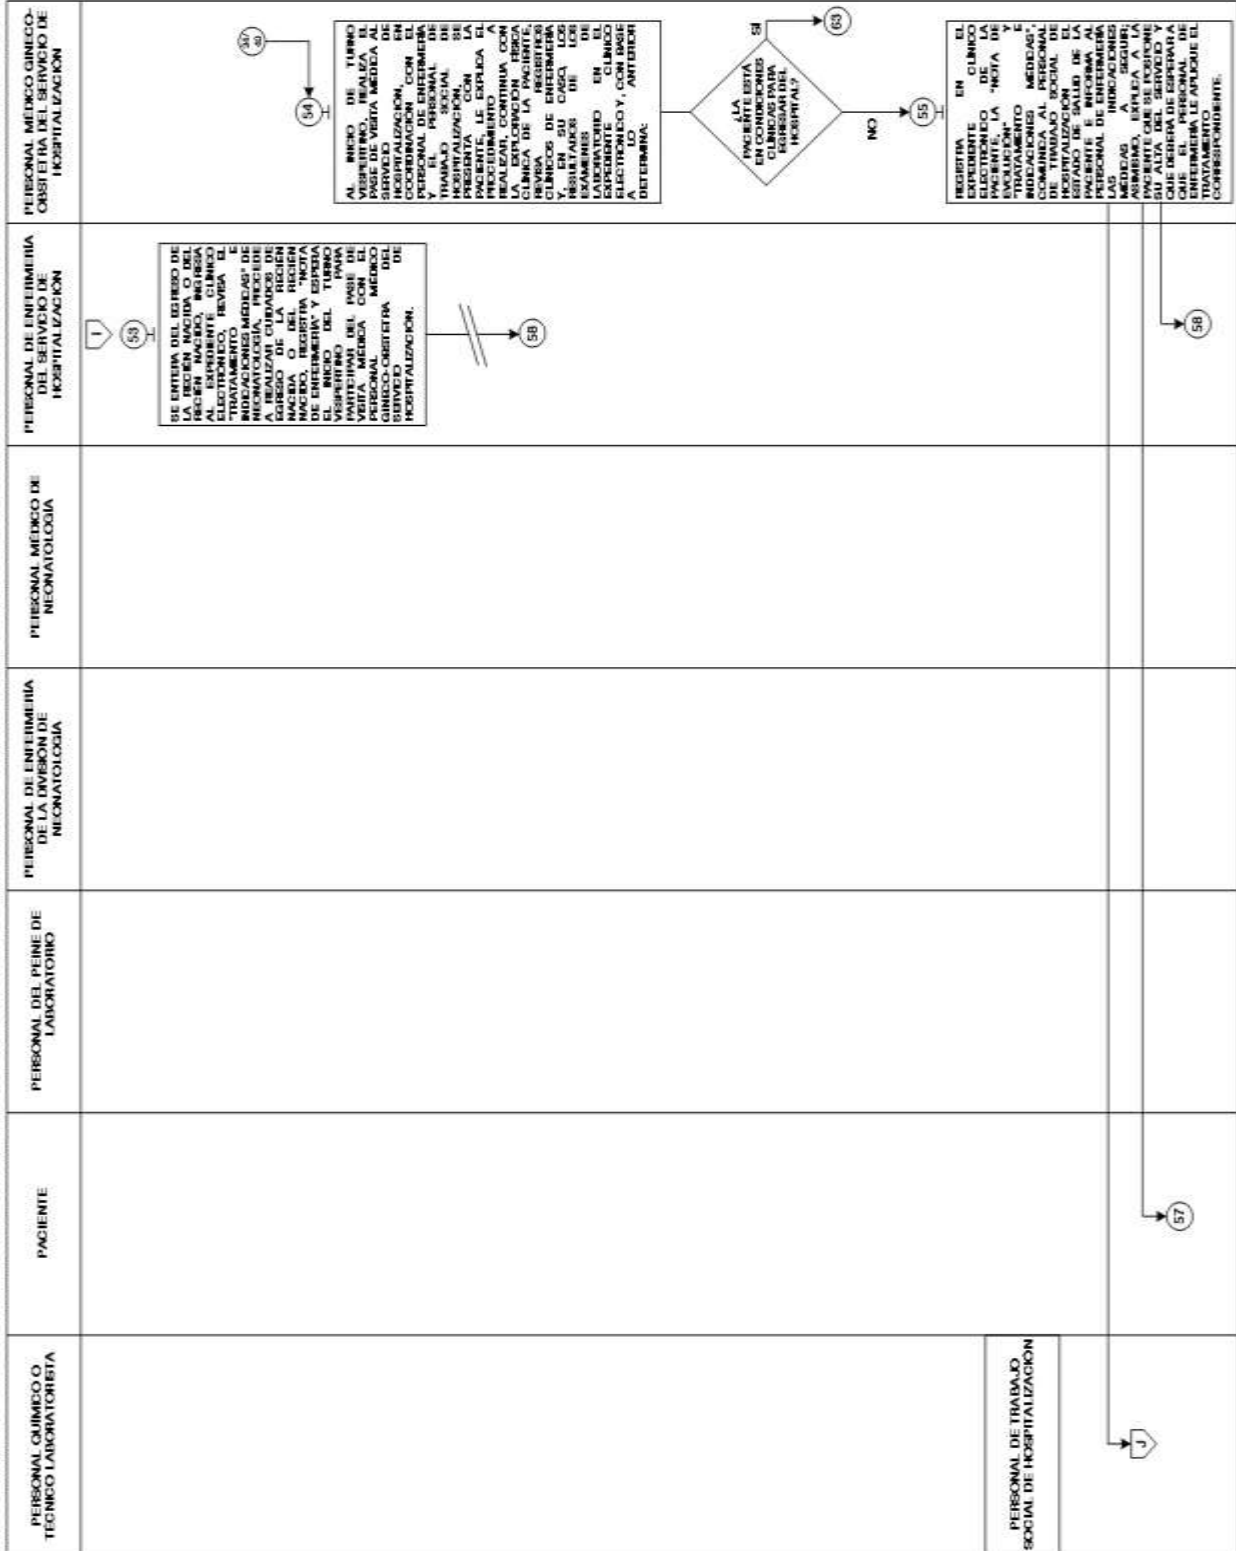 PERSONAL QUÍMICO O
TÉCNICO LABORATORISTA
PACIENTE
PERSONAL DEL PEINE DE
LABORATORIO
PERSONAL DE ENFERMERÍA
DE LA DIVISIÓN DE
NEONATOLOGÍA
PERSONAL MÉDICO DE
NEONATOLOGÍA
PERSONAL DE ENFERMERÍA
DEL SERVICIO DE
HOSPITALIZACIÓN
PERSONAL MÉDICO GINECO-
OBSTETRA DEL SERVICIO DE
HOSPITALIZACIÓN
I
53
SE ENTERA DEL EGRESO DE
LA RECIÉN NACIDA O DEL
RECIÉN NACIDO, INGRESA
AL EXPEDIENTE CLÍNICO
ELECTRÓNICO, REVISA EL
"TRATAMIENTO E
INDICACIONES MÉDICAS" DE
NEONATOLOGÍA, PROCEDE
A REALIZAR CUIDADOS DE
EGRESO DE LA RECIÉN
NACIDA O DEL RECIÉN
NACIDO, REGISTRA "NOTA
DE ENFERMERÍA" Y ESPERA
EL INICIO DEL TURNO
VESPERTINO PARA
PARTICIPAR DEL PASE DE
VISITA MÉDICA CON EL
PERSONAL MÉDICO
GINECO-OBSTETRA DEL
SERVICIO DE
HOSPITALIZACIÓN.
58
54
AL INICIO DE TURNO
VESPERTINO, REALIZA EL
PASE DE VISITA MÉDICA AL
SERVICIO DE
HOSPITALIZACIÓN, EN
COORDINACIÓN CON EL
PERSONAL DE ENFERMERÍA
Y EL PERSONAL DE
TRABAJO SOCIAL DE
HOSPITALIZACIÓN, SE
PRESENTA CON LA
PACIENTE, LE EXPLICA EL
PROCEDIMIENTO A
REALIZAR, CONTINUA CON
LA EXPLORACIÓN FÍSICA
CLÍNICA DE LA PACIENTE,
REVISA REGISTROS
CLÍNICOS DE ENFERMERÍA
Y, EN SU CASO, LOS
RESULTADOS DE LOS
EXÁMENES DE
LABORATORIO EN EL
EXPEDIENTE CLÍNICO
ELECTRÓNICO Y, CON BASE
A LO ANTERIOR
DETERMINA:
¿LA
PACIENTE ESTÁ
EN CONDICIONES
CLÍNICAS PARA
EGRESAR DEL
HOSPITAL?
SI
63
NO
55
REGISTRA EN EL
EXPEDIENTE CLÍNICO
ELECTRÓNICO DE LA
PACIENTE, LA "NOTA DE
EVOLUCIÓN" Y
"TRATAMIENTO E
INDICACIONES MÉDICAS",
COMUNICA AL PERSONAL
DE TRABAJO SOCIAL DE
HOSPITALIZACIÓN EL
ESTADO DE SALUD DE LA
PACIENTE E INFORMA AL
PERSONAL DE ENFERMERÍA
LAS INDICACIONES
MÉDICAS A SEGUIR;
ASIMISMO, EXPLICA A LA
PACIENTE QUE SE POSPONE
SU ALTA DEL SERVICIO Y
QUE DEBERÁ DE ESPERAR A
QUE EL PERSONAL DE
ENFERMERÍA LE APLIQUE EL
TRATAMIENTO
CORRESPONDIENTE.
58
57
PERSONAL DE TRABAJO
SOCIAL DE HOSPITALIZACIÓN
J